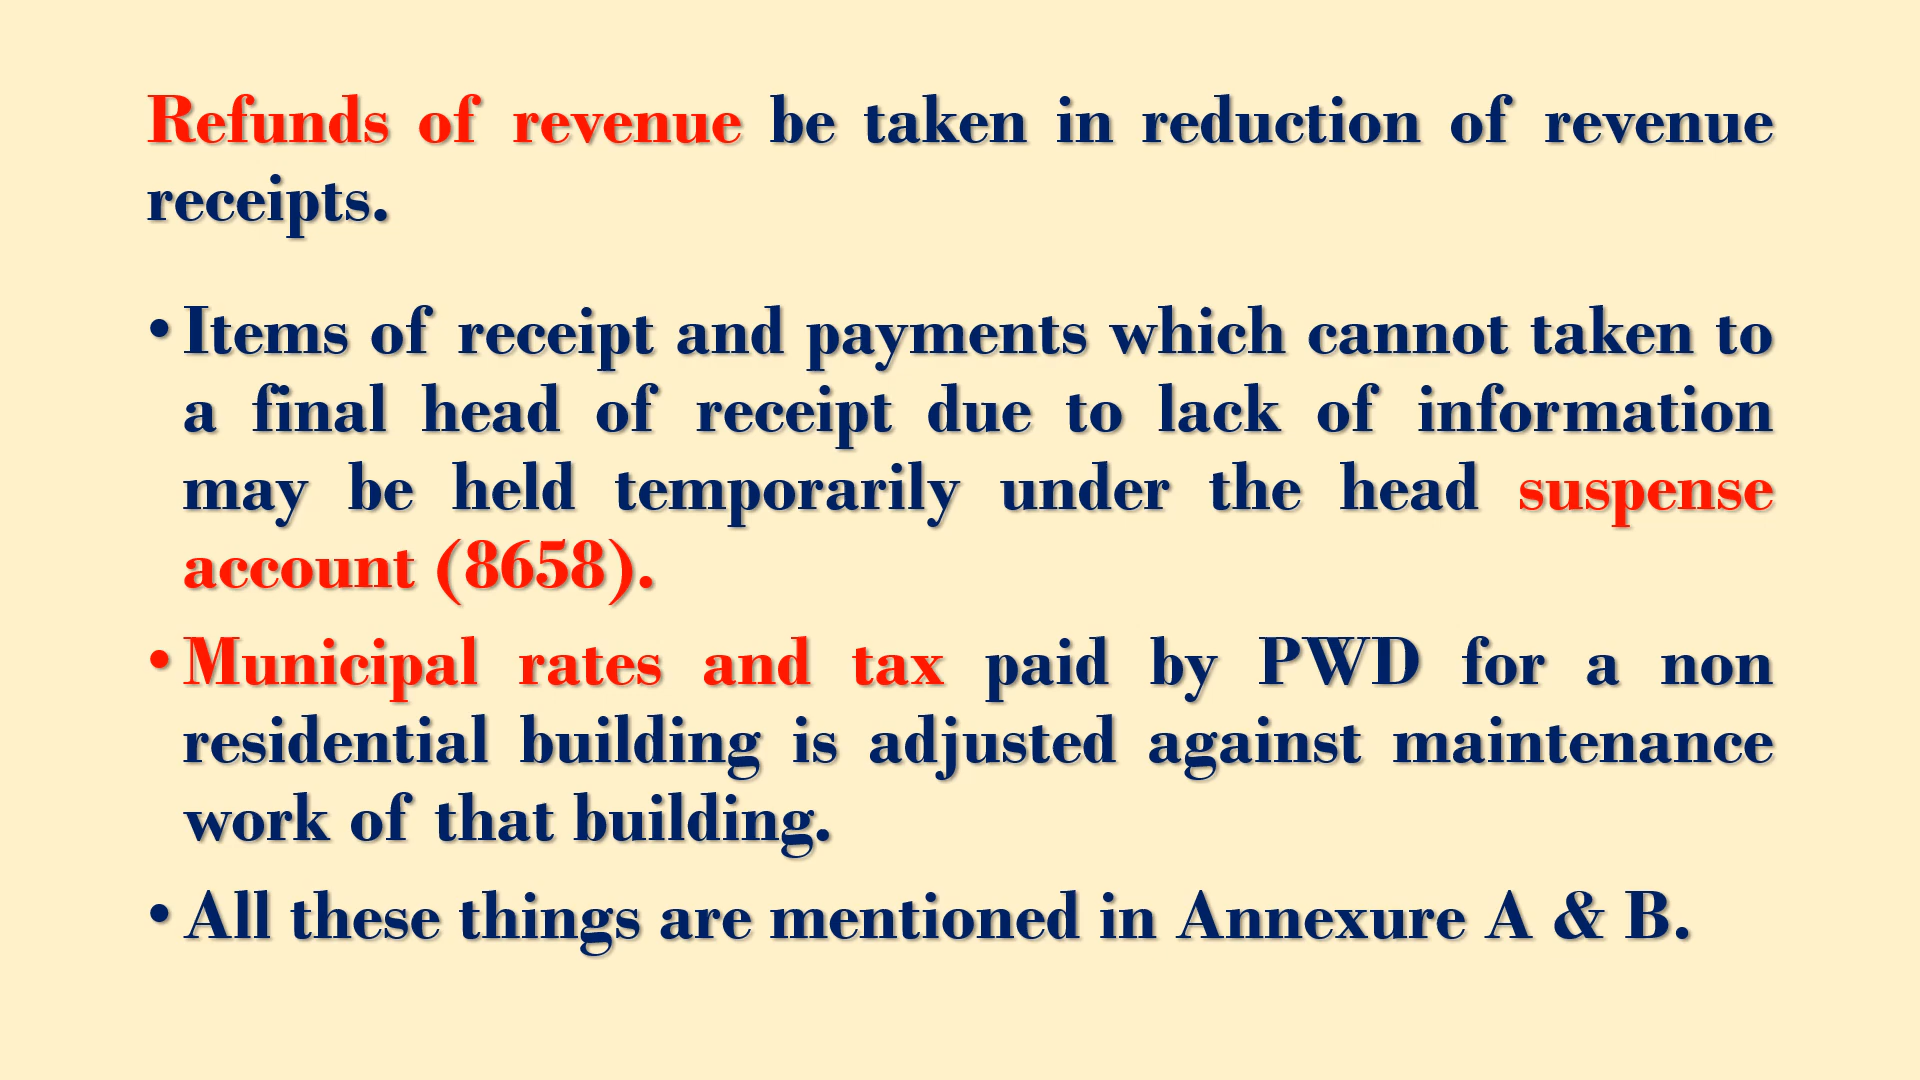 Refunds of revenue be taken in reduction of revenue
receipts.
• Items of receipt and payments which cannot taken to
a final head of receipt due to lack of information
may be held temporarily under the head suspense
account (8658).
• Municipal rates and tax paid by PWD for a non
residential building is adjusted against maintenance
work of that building.
• All these things are mentioned in Annexure A & B.